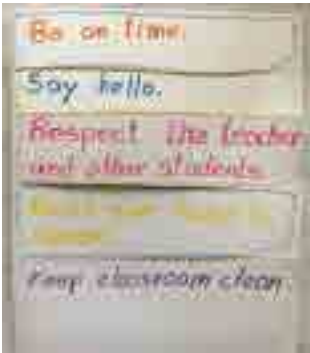 Be on time.
Say hello.
Respect the teacher
and other students.
Keep classroom clean.